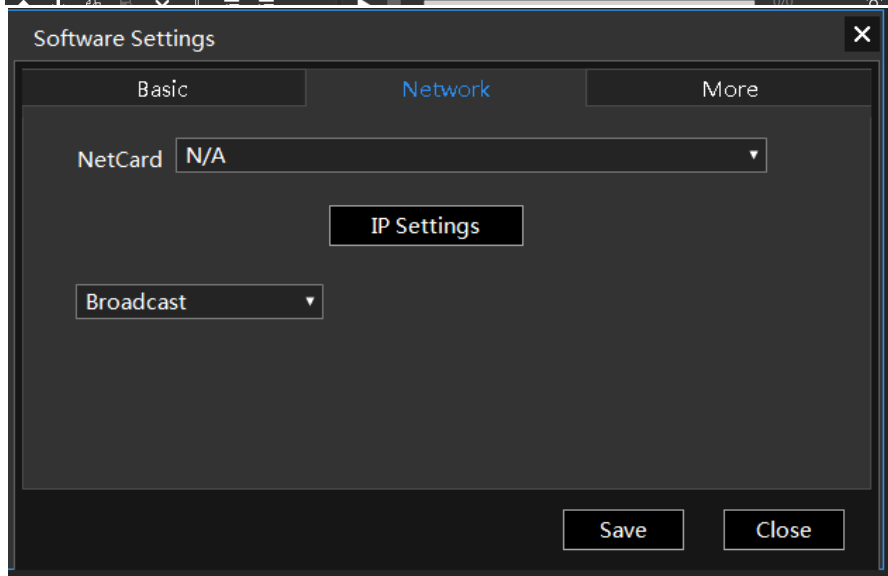 Software Settings
Basic Network More
NetCard N/A
IP Settings
Broadcast
Save Close